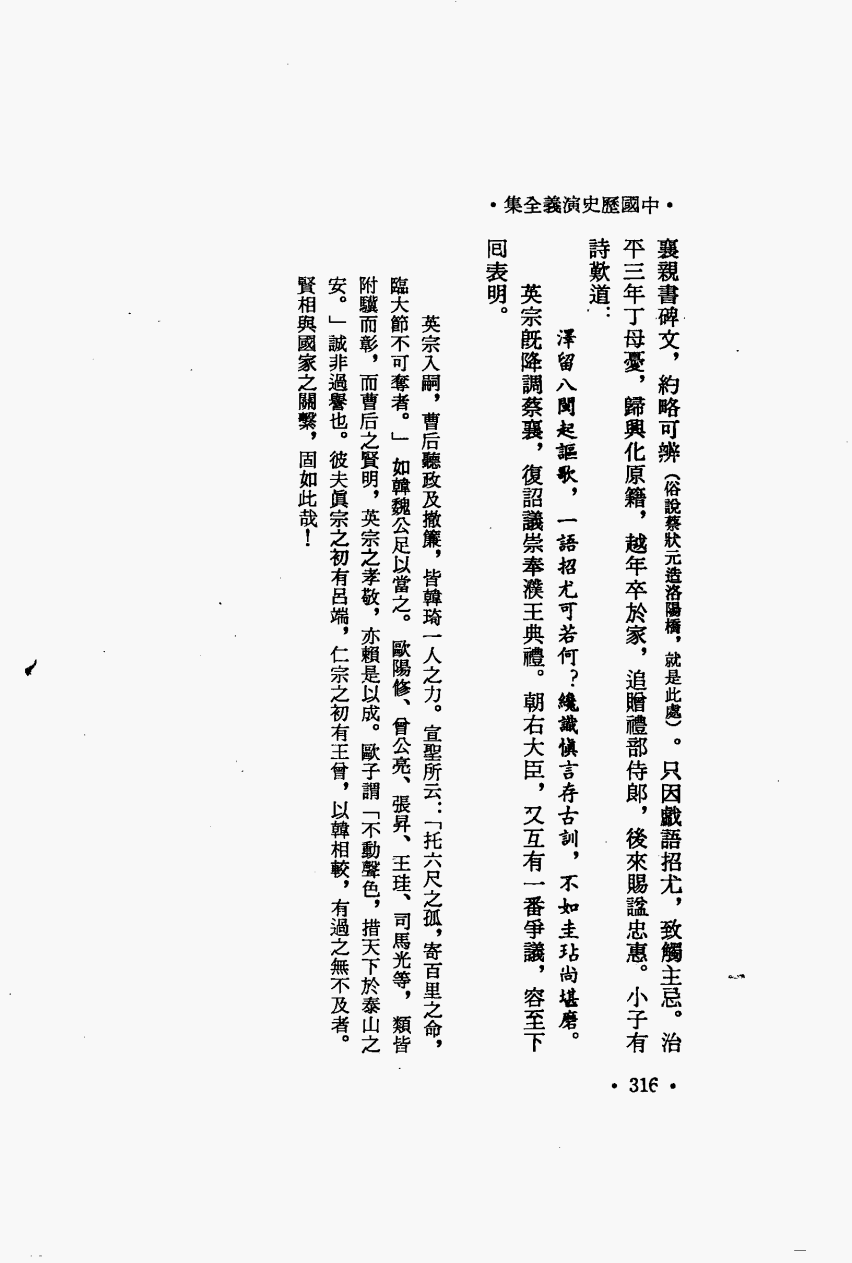 •中國歷史演義全集•
襄親書碑文，約略可辨（俗說蔡狀元造洛陽橋，就是此處）。只因戲語招尤，致觸主忌。治
平三年丁母憂，歸興化原籍，越年卒於家，追贈禮部侍郎，後來賜諡忠惠。小子有
詩歎道：
澤留八閩起謳歌，一語招尤可若何？纔識慎言存古訓，不如圭玷尚堪磨。
英宗旣降調蔡襄，復詔議崇奉濮王典禮。朝右大臣，又互有一番爭議，容至下
囘表明。
英宗入嗣，曹后聽政及撤簾，皆韓琦一人之力。宣聖所云：「托六尺之孤，寄百里之命，
臨大節不可奪者。」如韓魏公足以當之。歐陽修、曾公亮、張昇、王珪、司馬光等，類皆
附驥而彰，而曹后之賢明，英宗之孝敬，亦賴是以成。歐子謂「不動聲色，措天下於泰山之
安。」誠非過譽也。彼夫眞宗之初有呂端，仁宗之初有王曾，以韓相較，有過之無不及者。
賢相與國家之關繫，固如此哉！
•316•